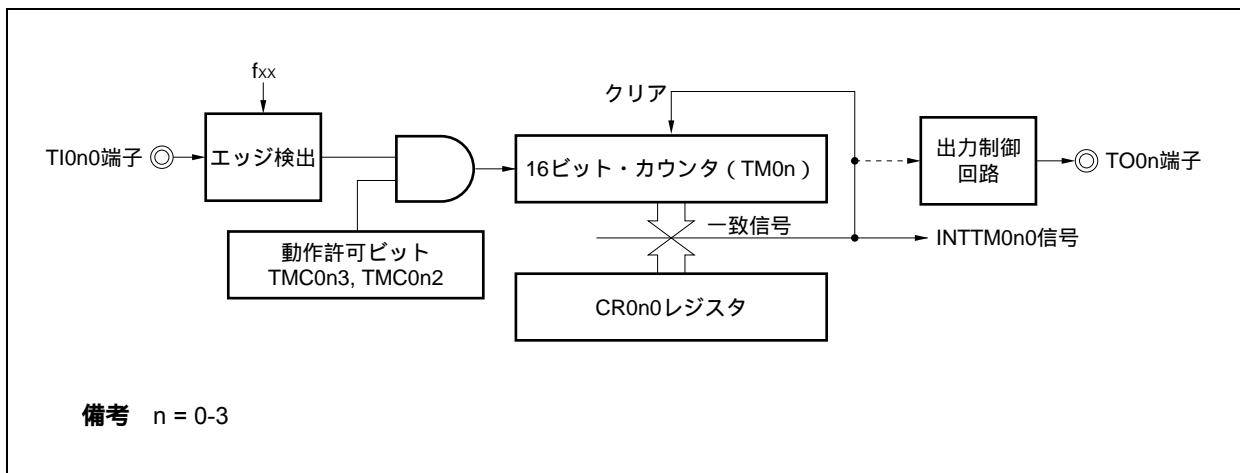 fxx
クリア
TI0n0端子
エッジ検出
16ビット・カウンタ（TM0n）
出力制御
回路
TO0n端子
一致信号
INTTM0n0信号
動作許可ビット
TMC0n3, TMC0n2
CR0n0レジスタ
備考 n = 0-3